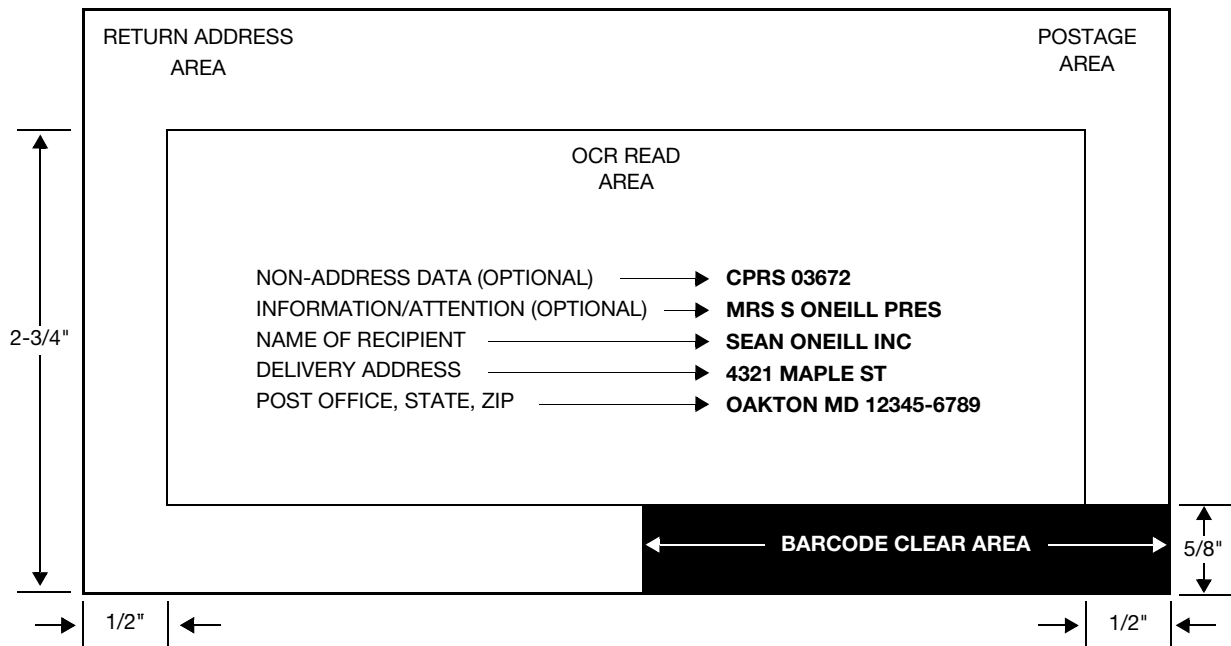 RETURN ADDRESS
AREA
POSTAGE
AREA
OCR READ
AREA
NON-ADDRESS DATA (OPTIONAL) CPRS 03672
INFORMATION/ATTENTION (OPTIONAL) MRS S ONEILL PRES
NAME OF RECIPIENT SEAN ONEILL INC
DELIVERY ADDRESS 4321 MAPLE ST
POST OFFICE, STATE, ZIP OAKTON MD 12345-6789
2-3/4"
BARCODE CLEAR AREA
5/8"
1/2"
1/2"